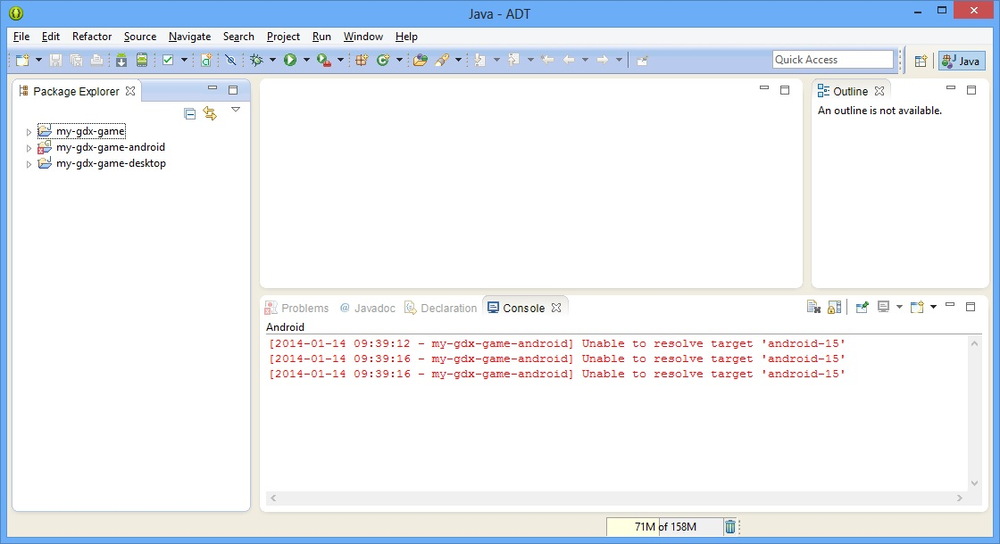 Java - ADT
File Edit Refactor Source Navigate Search Project Run Window Help
Quick Access
Java
Package Explorer
my-gdx-game
my-gdx-game-android
my-gdx-game-desktop
Outline
An outline is not available.
Problems @ Javadoc Declaration Console
Android
[2014-01-14 09:39:12 - my-gdx-game-android] Unable to resolve target 'android-15'
[2014-01-14 09:39:16 - my-gdx-game-android] Unable to resolve target 'android-15'
[2014-01-14 09:39:16 - my-gdx-game-android] Unable to resolve target 'android-15'
71M of 158M